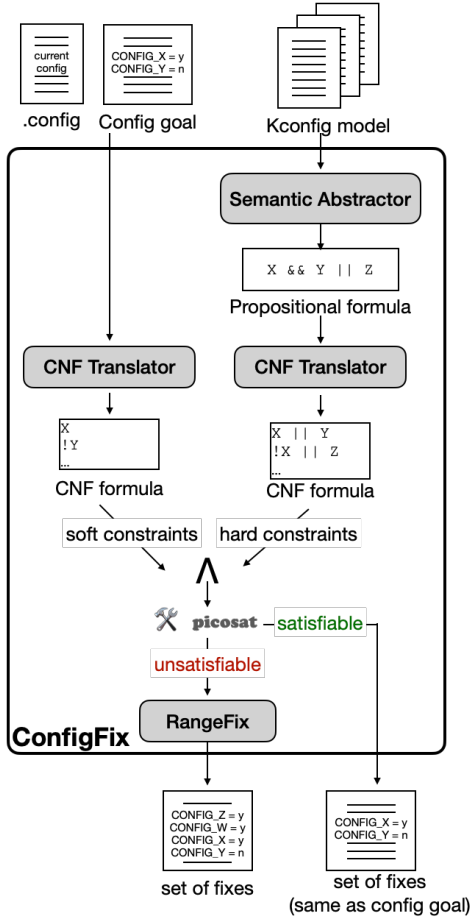 current
config
.config
CONFIG_X = y
CONFIG_Y = n
Config goal
Kconfig model
Semantic Abstractor
X && Y || Z
Propositional formula
CNF Translator
CNF Translator
X
!Y
…
CNF formula
X || Y
!X || Z
…
CNF formula
soft constraints
hard constraints
⋀
picosat
satisfiable
unsatisfiable
RangeFix
ConfigFix
CONFIG_Z = y
CONFIG_W = y
CONFIG_X = y
CONFIG_Y = n
set of fixes
CONFIG_X = y
CONFIG_Y = n
set of fixes
(same as config goal)